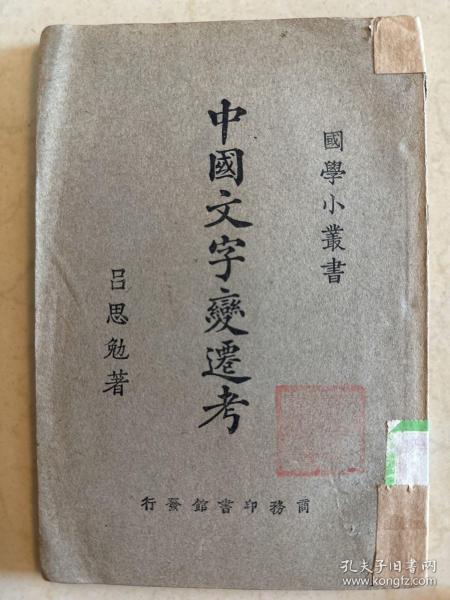 國學小叢書
中國文字變遷考
呂思勉著
商務印書館發行
孔夫子旧书网
www.kongfz.com